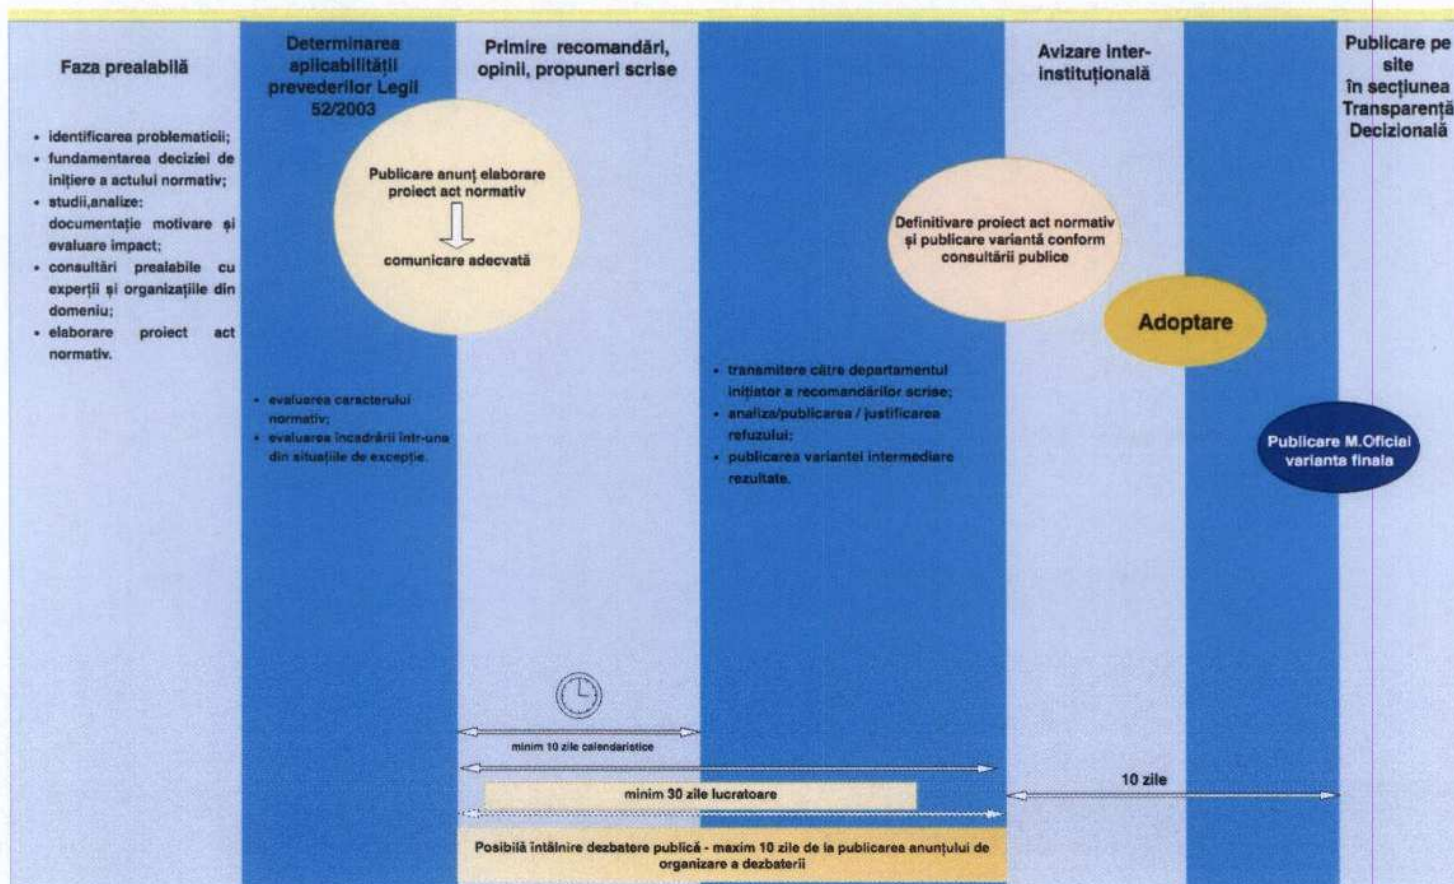 Faza prealabilă
• identificarea problematicii;
• fundamentarea deciziei de
inițiere a actului normativ;
• studii,analize:
documentație motivare și
evaluare impact;
• consultări prealabile cu
experții și organizațiile din
domeniu;
• elaborare proiect act
normativ.
Determinarea
aplicabilității
prevederilor Legii
52/2003
Publicare anunț elaborare
proiect act normativ
comunicare adecvată
• evaluarea caracterului
normativ;
• evaluarea încadrării într-una
din situațiile de excepție.
Primire recomandări,
opinii, propuneri scrise
• transmitere către departamentul
inițiator a recomandărilor scrise;
• analiza/publicarea / justificarea
refuzului;
• publicarea variantei intermediare
rezultate.
Avizare inter-
instituțională
Definitivare proiect act normativ
și publicare variantă conform
consultării publice
Adoptare
Publicare pe
site
în secțiunea
Transparență
Decizională
Publicare M.Oficial
varianta finala
minim 10 zile calendaristice
minim 30 zile lucratoare
10 zile
Posibilă întâlnire dezbatere publică - maxim 10 zile de la publicarea anunțului de
organizare a dezbaterii